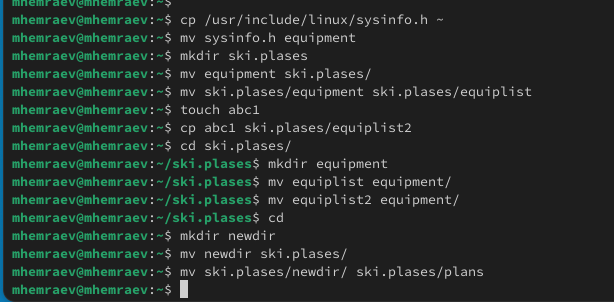 mhemraev@mhemraev:~$
mhemraev@mhemraev:~$ cp /usr/include/linux/sysinfo.h ~
mhemraev@mhemraev:~$ mv sysinfo.h equipment
mhemraev@mhemraev:~$ mkdir ski.plases
mhemraev@mhemraev:~$ mv equipment ski.plases/
mhemraev@mhemraev:~$ mv ski.plases/equipment ski.plases/equiplist
mhemraev@mhemraev:~$ touch abc1
mhemraev@mhemraev:~$ cp abc1 ski.plases/equiplist2
mhemraev@mhemraev:~$ cd ski.plases/
mhemraev@mhemraev:~/ski.plases$ mkdir equipment
mhemraev@mhemraev:~/ski.plases$ mv equiplist equipment/
mhemraev@mhemraev:~/ski.plases$ mv equiplist2 equipment/
mhemraev@mhemraev:~/ski.plases$ cd
mhemraev@mhemraev:~$ mkdir newdir
mhemraev@mhemraev:~$ mv newdir ski.plases/
mhemraev@mhemraev:~$ mv ski.plases/newdir/ ski.plases/plans
mhemraev@mhemraev:~$